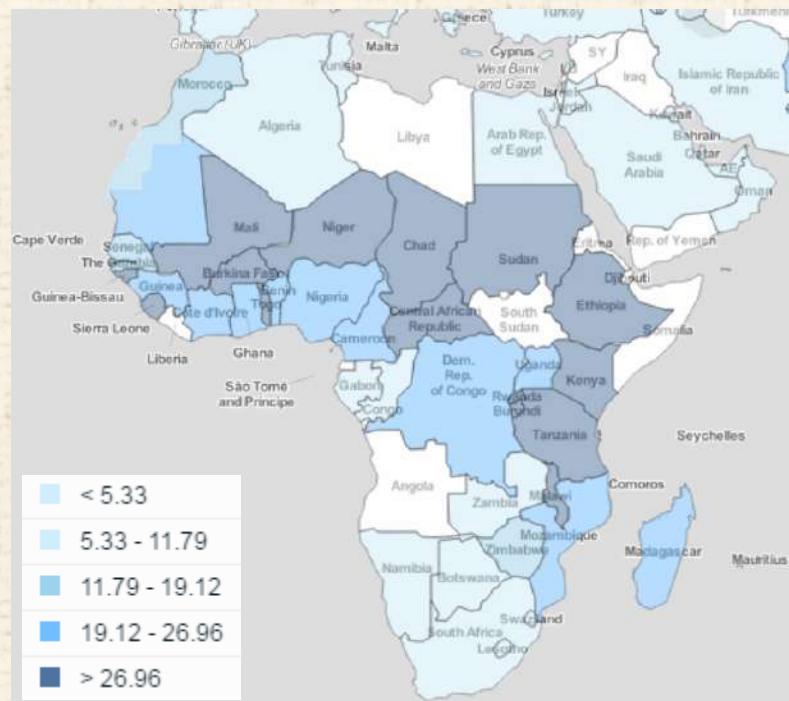 Gibraltar (UK)
Malta
Greece
Turkey
Turkmen
Cyprus
SY
West Bank
and Gaza
Iraq
Islamic Republic
of Iran
Tunisia
Morocco
Algeria
Libya
Arab Rep.
of Egypt
Israel
Jordan
Kuwait
Bahrain
Qatar
AE
Saudi
Arabia
Oman
Mali
Niger
Chad
Sudan
Eritrea
Rep. of Yemen
Cape Verde
Senegal
The Gambia
Guinea-Bissau
Guinea
Sierra Leone
Liberia
Burkina Faso
Côte d'Ivoire
Ghana
Togo
Benin
Nigeria
Cameroon
Central African
Republic
South
Sudan
Djibouti
Ethiopia
Somalia
São Tomé
and Principe
Gabon
Congo
Dem.
Rep.
of Congo
Uganda
Kenya
Rwanda
Burundi
Tanzania
Seychelles
Angola
Zambia
Malawi
Comoros
Mozambique
Zimbabwe
Madagascar
Mauritius
Namibia
Botswana
Swaziland
South Africa
Lesotho
< 5.33
5.33 - 11.79
11.79 - 19.12
19.12 - 26.96
> 26.96